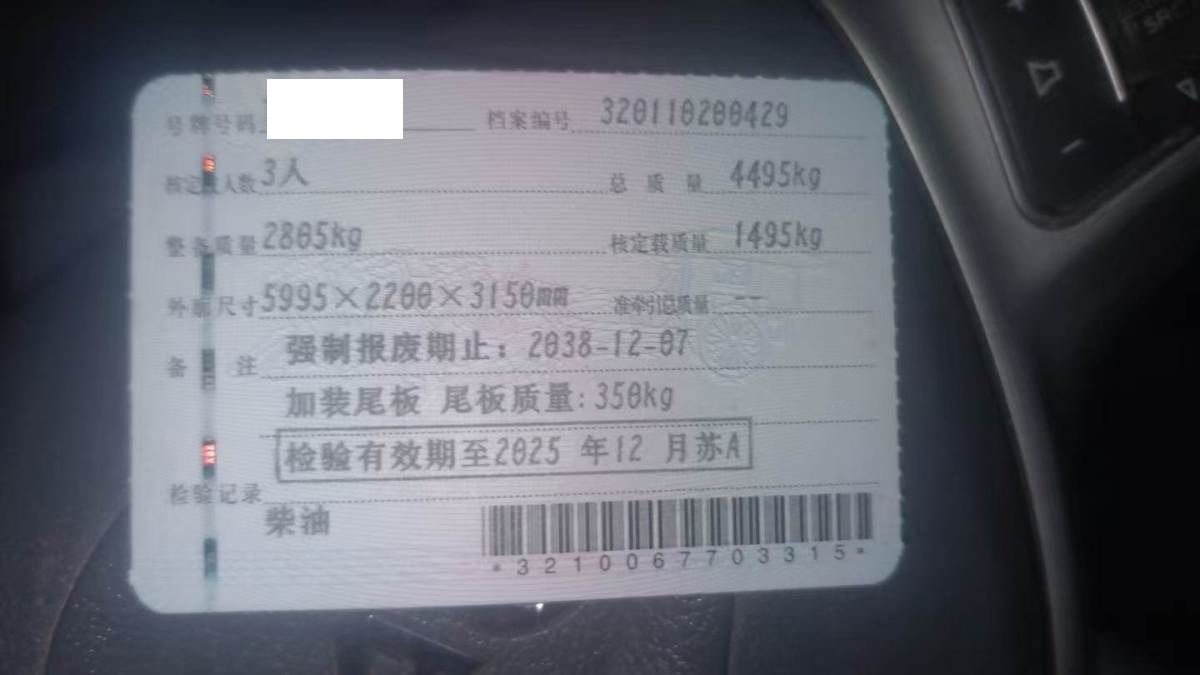 号牌号码 档案编号 320110200429
核定载人数 3人 总质量 4495kg
整备质量 2805kg 核定载质量 1495kg
外廓尺寸 5995×2200×3150mm 准牵引总质量 --
备注 强制报废期止：2038-12-07
加装尾板 尾板质量:350kg
检验有效期至2025 年12 月苏A
检验记录
柴油
*3210067703315*